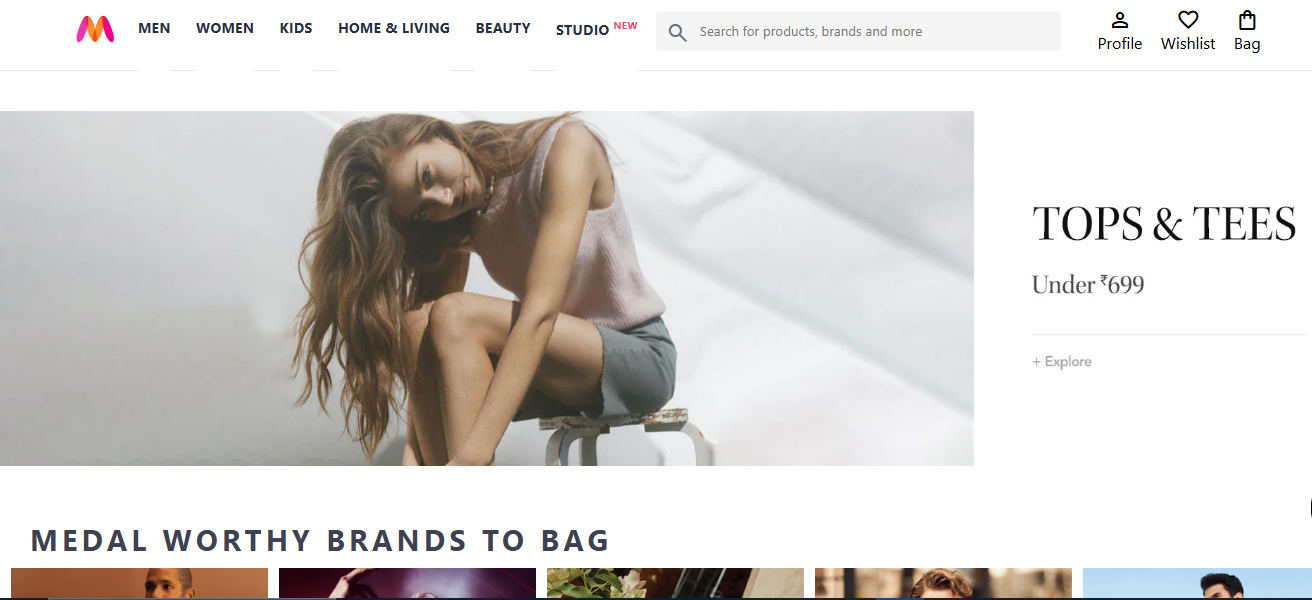 MEN WOMEN KIDS HOME & LIVING BEAUTY STUDIO NEW
Search for products, brands and more
Profile Wishlist Bag
TOPS & TEES
Under ₹699
+ Explore
MEDAL WORTHY BRANDS TO BAG